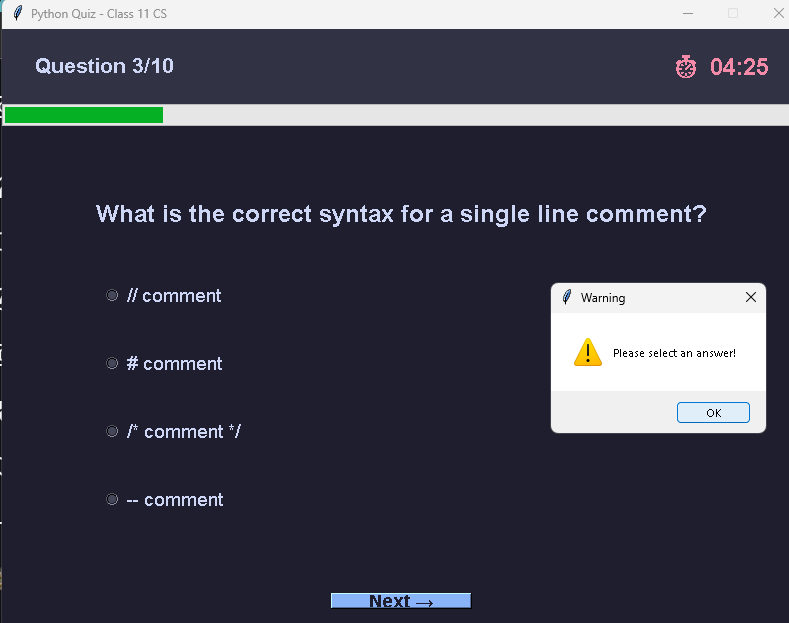 Python Quiz - Class 11 CS
Question 3/10
04:25
What is the correct syntax for a single line comment?
// comment
# comment
/* comment */
-- comment
Warning
Please select an answer!
OK
Next →